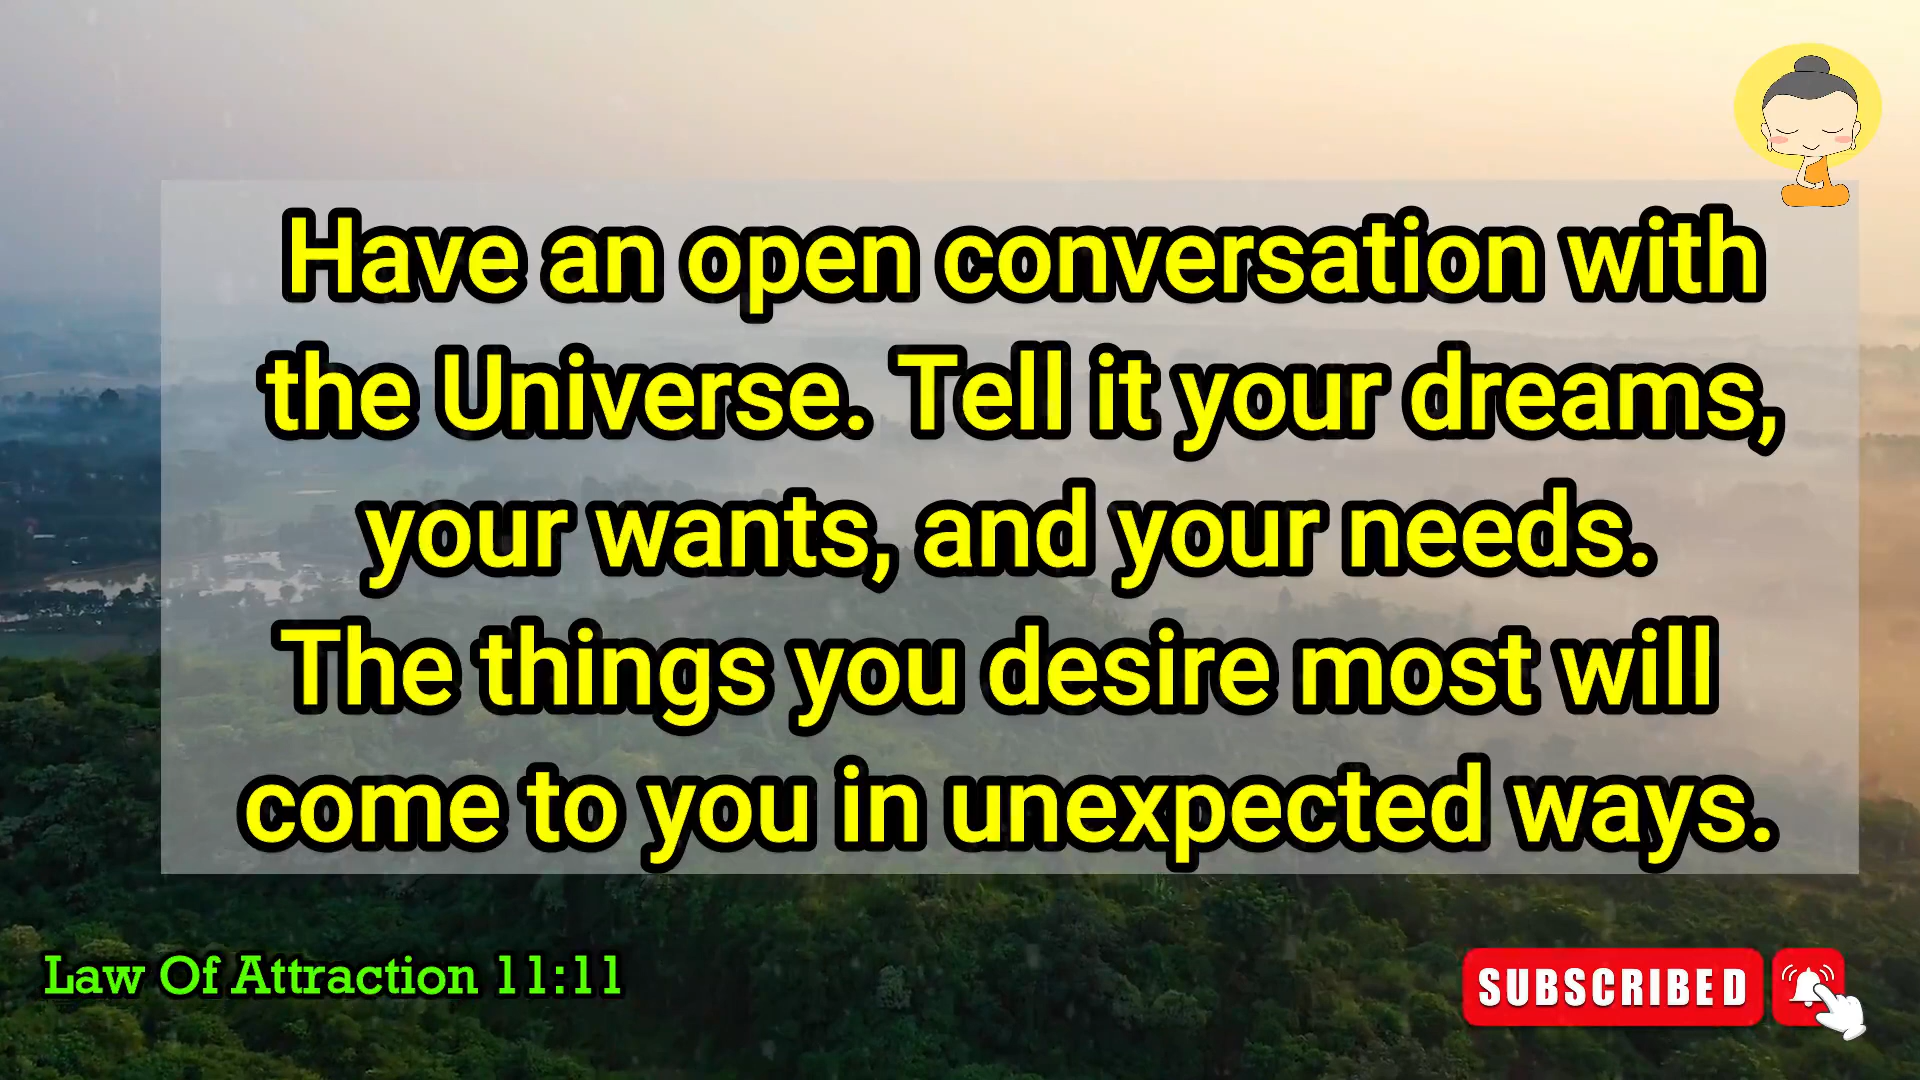 Have an open conversation with
the Universe. Tell it your dreams,
your wants, and your needs.
The things you desire most will
come to you in unexpected ways.
Law Of Attraction 11:11
SUBSCRIBED